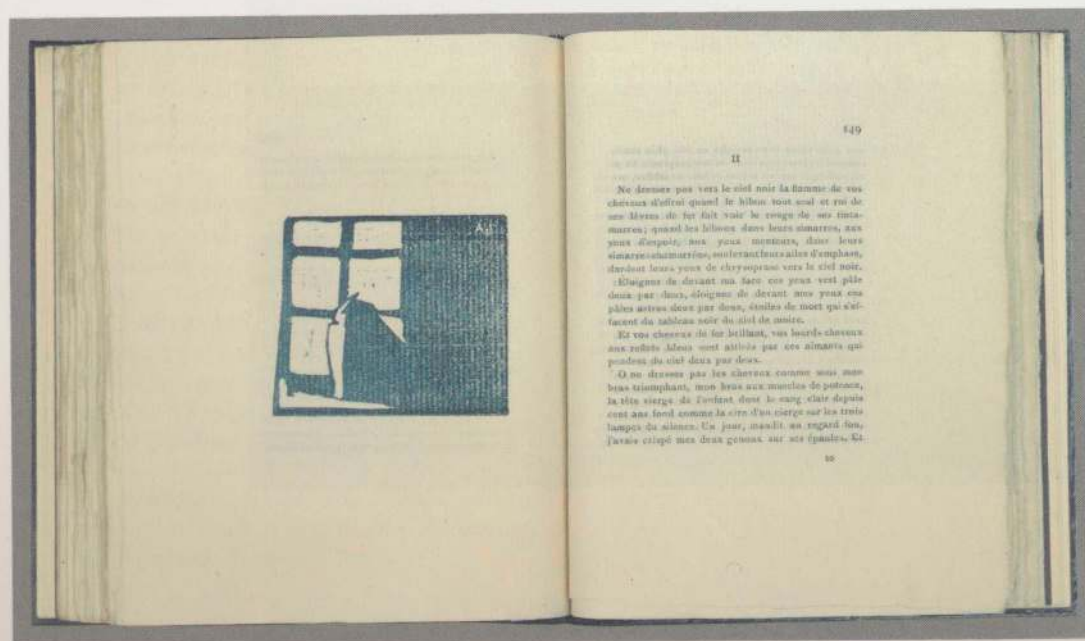 AJ
149
II
Ne dressez pas vers le ciel noir la flamme de vos
cheveux d'effroi quand le hibou tout seul et roi de
ses lèvres de fer fait voir le rouge de ses tinta-
marres; quand les hiboux dans leurs simarres, aux
yeux d'espoir, aux yeux menteurs, dans leurs
simarres chamarrées, soulevant leurs ailes d'emphase,
dardent leurs yeux de chrysoprase vers le ciel noir.
Éloignez de devant ma face ces yeux vert pâle
deux par deux, éloignez de devant mes yeux ces
pâles astres deux par deux, étoiles de mort qui s'ef-
facent du tableau noir du ciel de moire.
Et vos cheveux de fer brillant, vos lourds cheveux
aux reflets bleus sont attirés par ces aimants qui
pendent du ciel deux par deux.
O ne dressez pas les cheveux comme sous mon
bras triomphant, mon bras aux muscles de potence,
la tête vierge de l'enfant dont le sang clair depuis
cent ans fond comme la cire d'un cierge sur les trois
lampes du silence. Un jour, maudit au regard fou,
j'avais crispé mes deux genoux sur ses épaules. Et
10